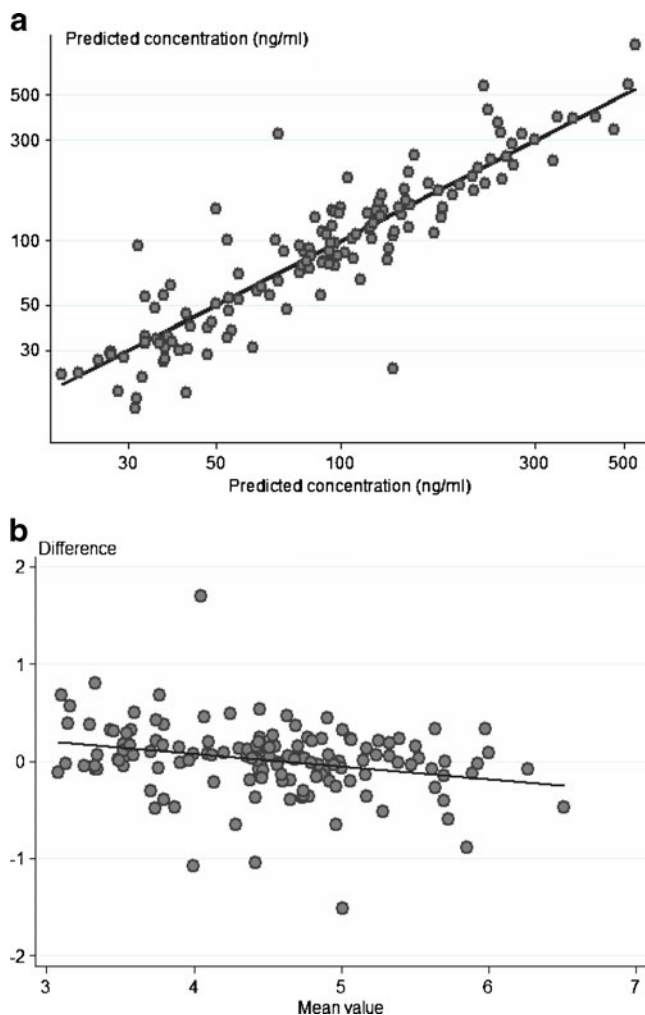 a
Predicted concentration (ng/ml)
500
300
100
50
30
30 50 100 300 500
Predicted concentration (ng/ml)
b
Difference
2
1
0
-1
-2
3 4 5 6 7
Mean value